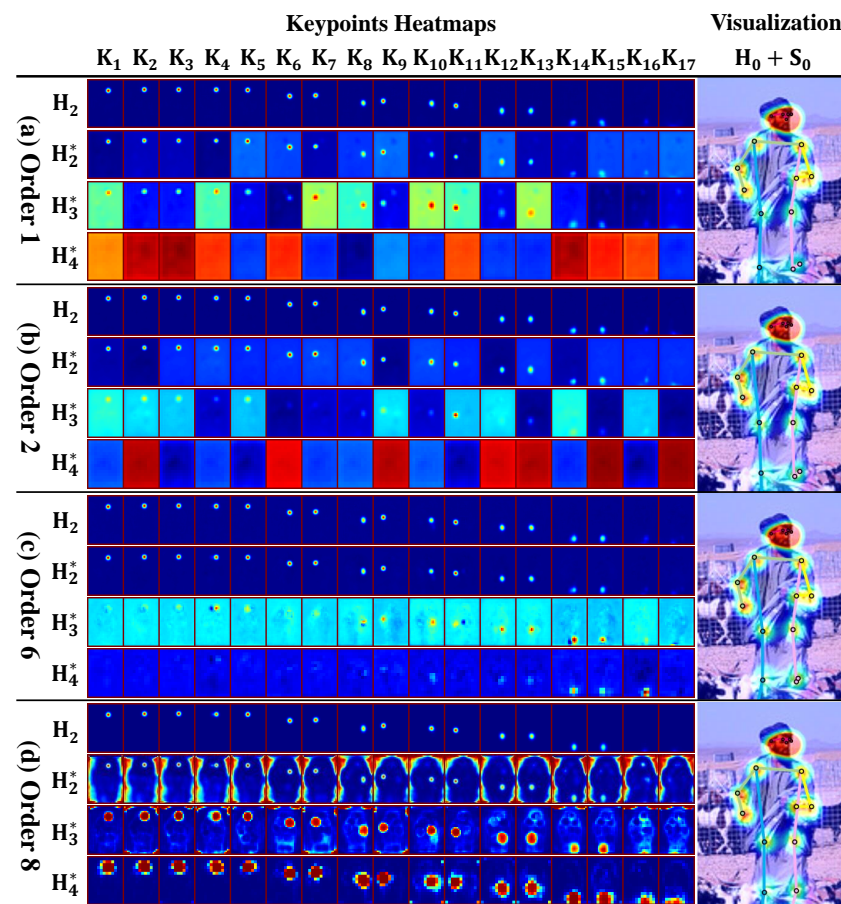 Keypoints Heatmaps Visualization
K₁ K₂ K₃ K₄ K₅ K₆ K₇ K₈ K₉ K₁₀ K₁₁ K₁₂ K₁₃ K₁₄ K₁₅ K₁₆ K₁₇ H₀ + S₀
(a) Order 1
H₂
H₂*
H₃*
H₄*
(b) Order 2
H₂
H₂*
H₃*
H₄*
(c) Order 6
H₂
H₂*
H₃*
H₄*
(d) Order 8
H₂
H₂*
H₃*
H₄*